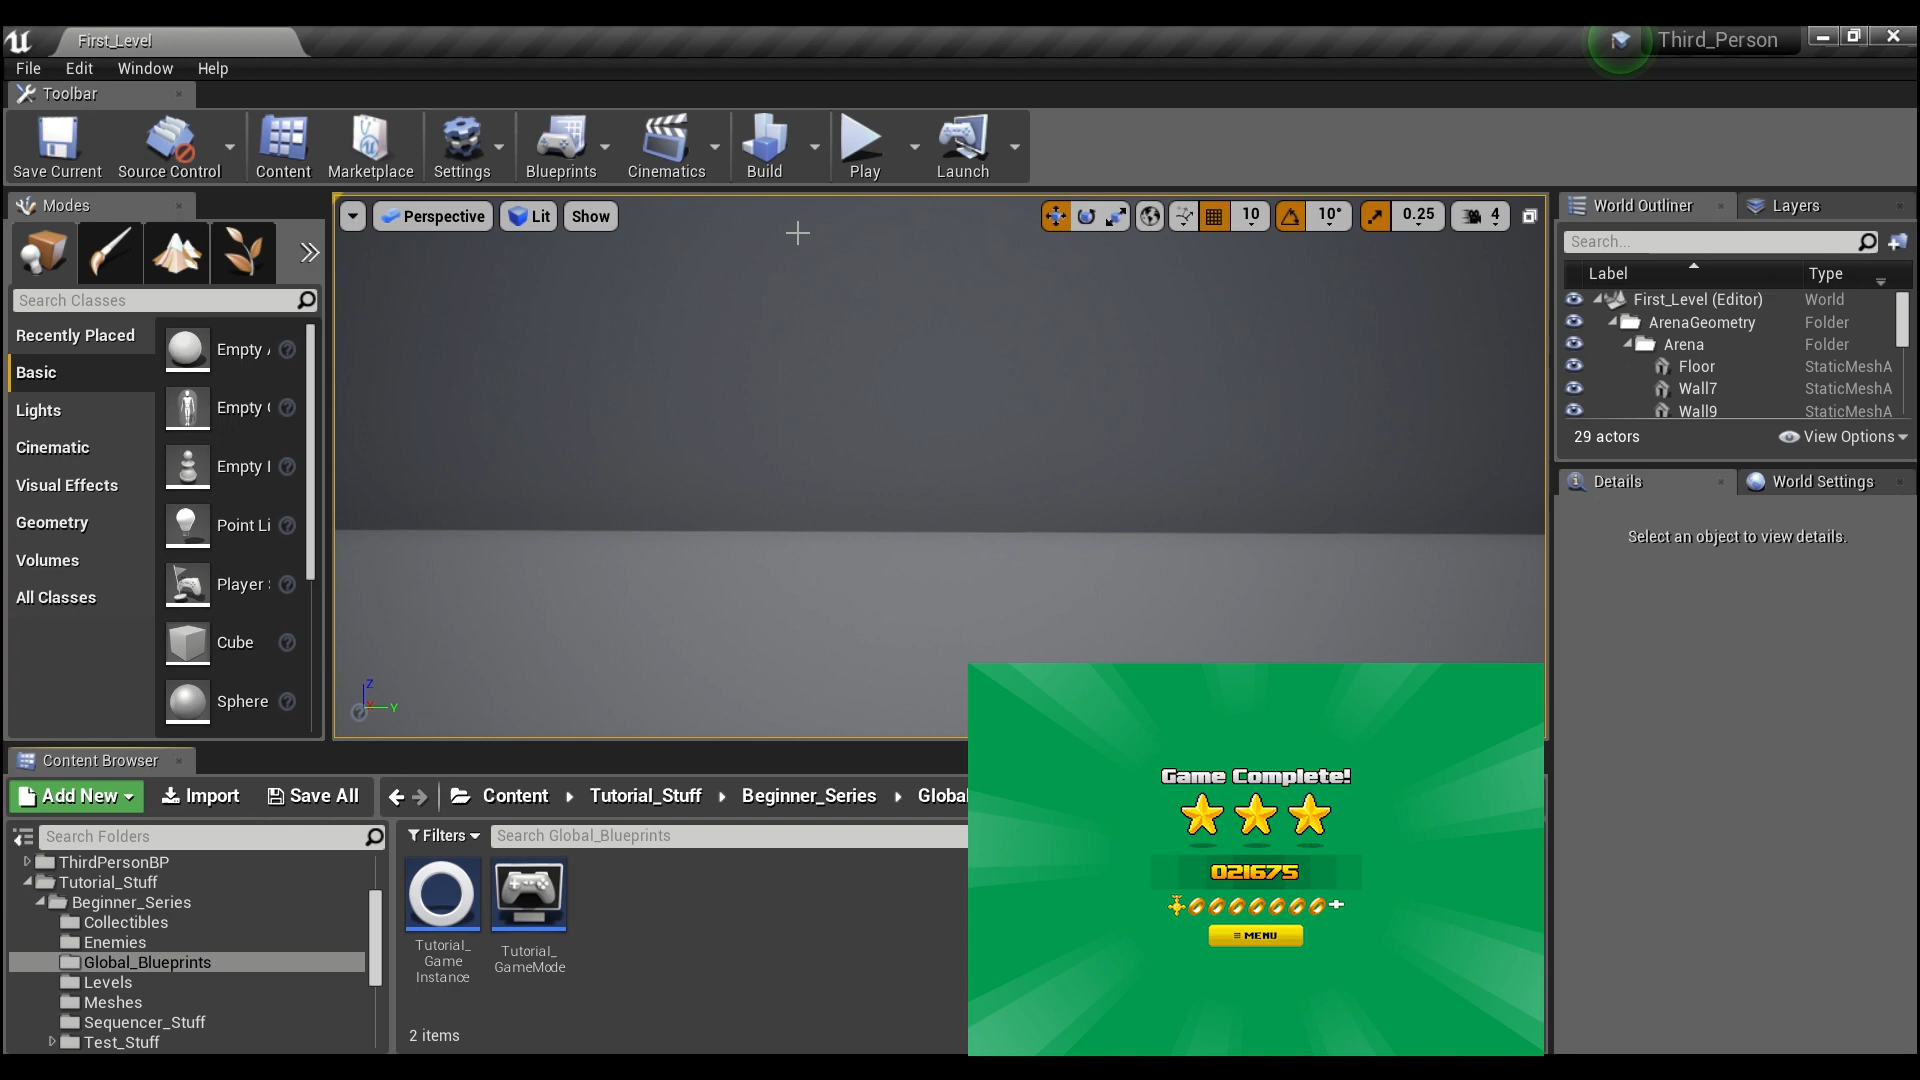 First_Level
Third_Person
File Edit Window Help
Toolbar
Save Current Source Control Content Marketplace Settings Blueprints Cinematics Build Play Launch
Modes
Search Classes
Recently Placed
Basic
Lights
Cinematic
Visual Effects
Geometry
Volumes
All Classes
Empty
Empty
Empty
Point Li
Player
Cube
Sphere
Perspective Lit Show
10 10° 0.25 4
Z
Y
World Outliner Layers
Search...
Label Type
First_Level (Editor) World
ArenaGeometry Folder
Arena Folder
Floor StaticMeshA
Wall7 StaticMeshA
Wall9 StaticMeshA
29 actors View Options
Details World Settings
Select an object to view details.
Content Browser
Add New Import Save All Content Tutorial_Stuff Beginner_Series Global
Search Folders
ThirdPersonBP
Tutorial_Stuff
Beginner_Series
Collectibles
Enemies
Global_Blueprints
Levels
Meshes
Sequencer_Stuff
Test_Stuff
Filters Search Global_Blueprints
Tutorial_
Game
Instance
Tutorial_
GameMode
2 items
Game Complete!
021675
≡ MENU